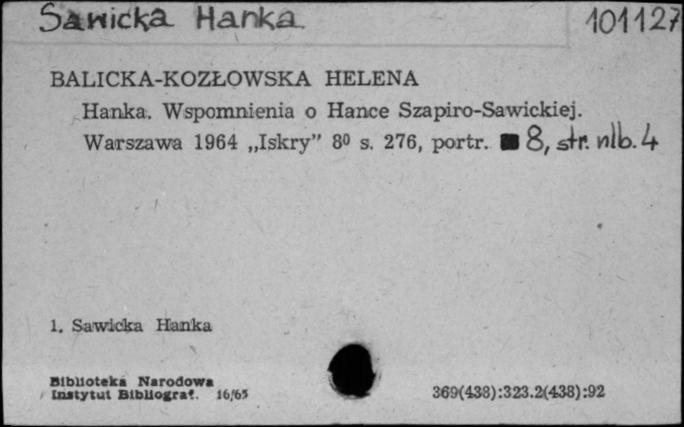 Sawicka Hanka 101127
BALICKA-KOZŁOWSKA HELENA
Hanka. Wspomnienia o Hance Szapiro-Sawickiej.
Warszawa 1964 „Iskry” 8⁰ s. 276, portr. 8, str. nlb. 4
1. Sawicka Hanka
Biblioteka Narodowa
Instytut Bibliograf. 16/65
369(438):323.2(438):92